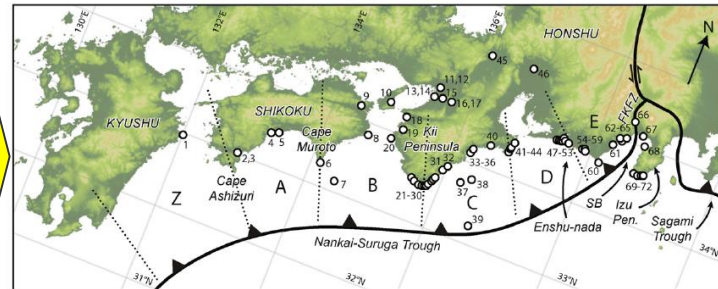 130°E
132°E
134°E
136°E
HONSHU
N
45
46
11,12
13,14
15
16,17
9
10
KYUSHU
SHIKOKU
1
4
5
2,3
Cape
Muroto
8
18
19
20
Kii
Peninsula
FKFZ
E
66
62-65
67
54-59
61
68
40
41-44
47-53
60
69-72
33-36
32
31
21-30
6
7
37
38
39
Z
Cape
Ashizuri
A
B
C
D
Enshu-nada
SB
Izu
Pen.
Sagami
Trough
Nankai-Suruga Trough
31°N
32°N
33°N
34°N